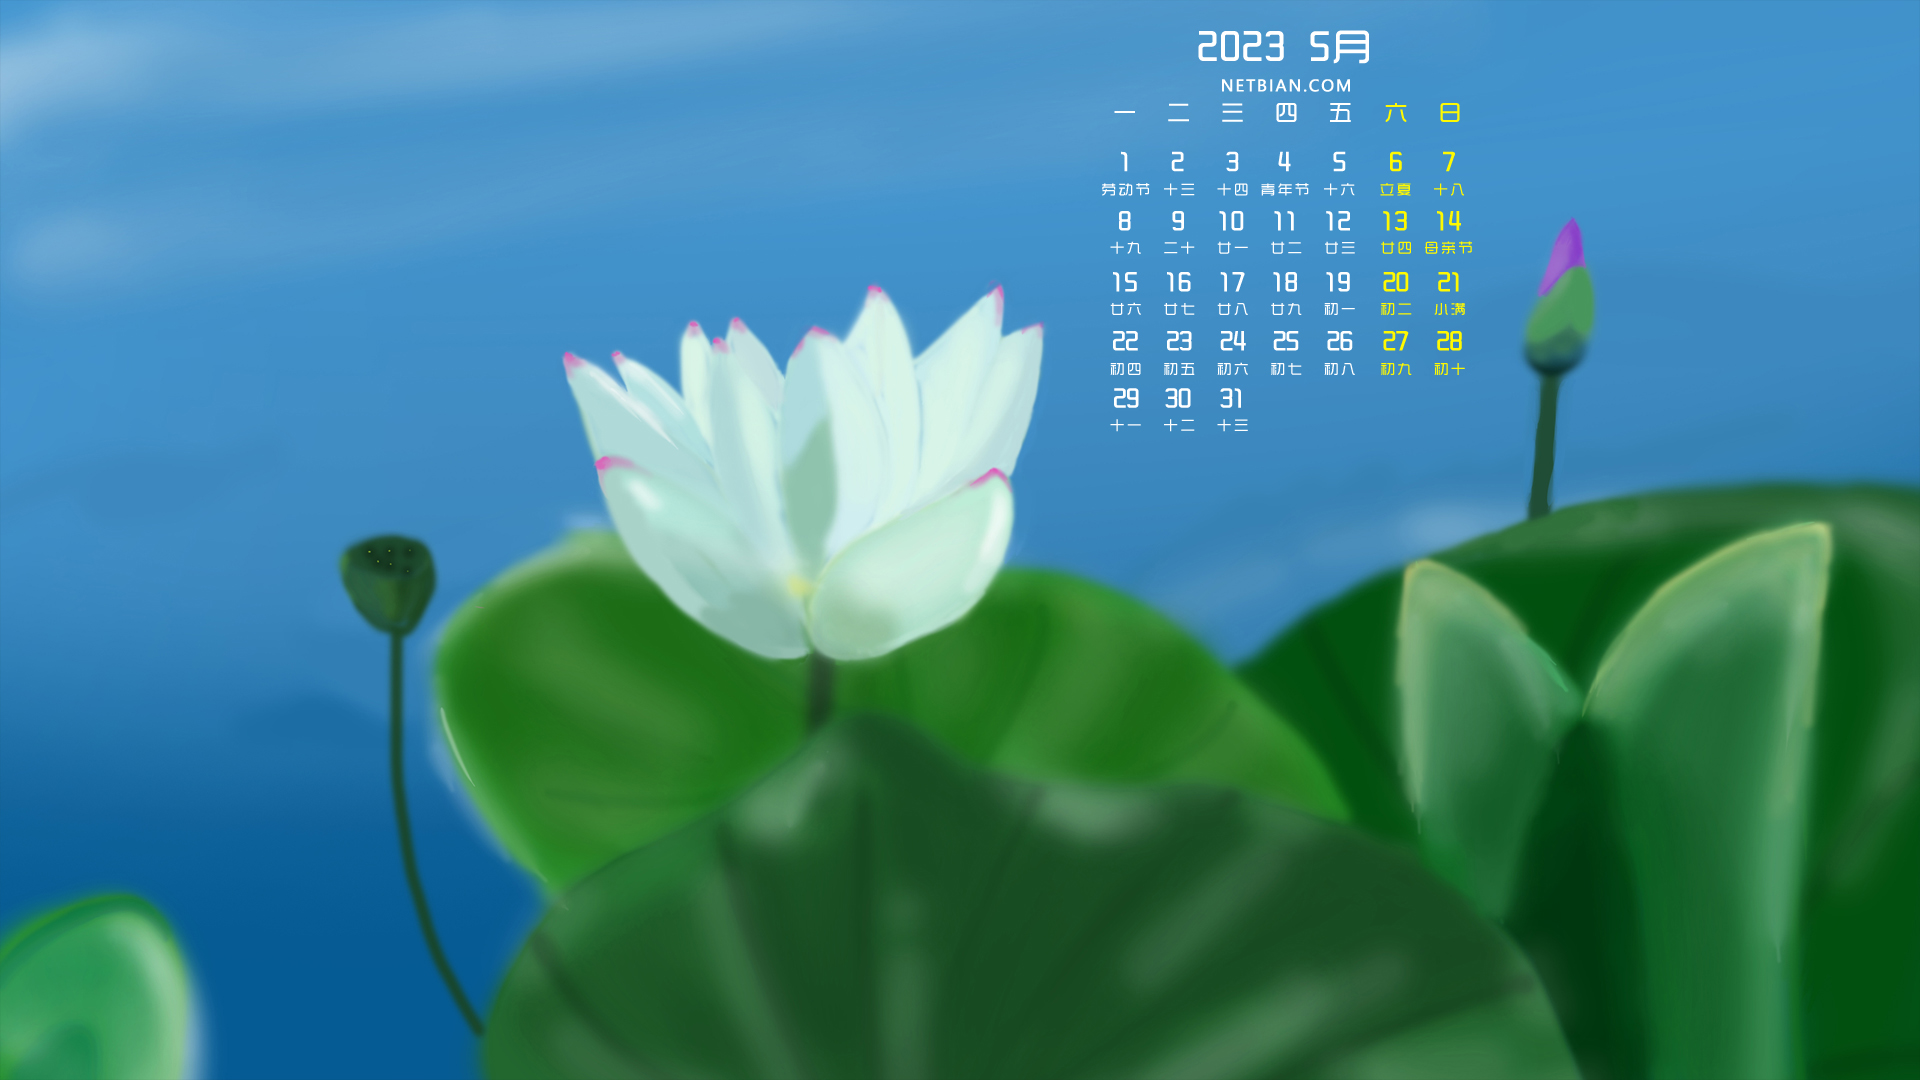 2023 5月
NETBIAN.COM
一 二 三 四 五 六 日
1 2 3 4 5 6 7
劳动节 十三 十四 青年节 十六 立夏 十八
8 9 10 11 12 13 14
十九 二十 廿一 廿二 廿三 廿四 母亲节
15 16 17 18 19 20 21
廿六 廿七 廿八 廿九 初一 初二 小满
22 23 24 25 26 27 28
初四 初五 初六 初七 初八 初九 初十
29 30 31
十一 十二 十三